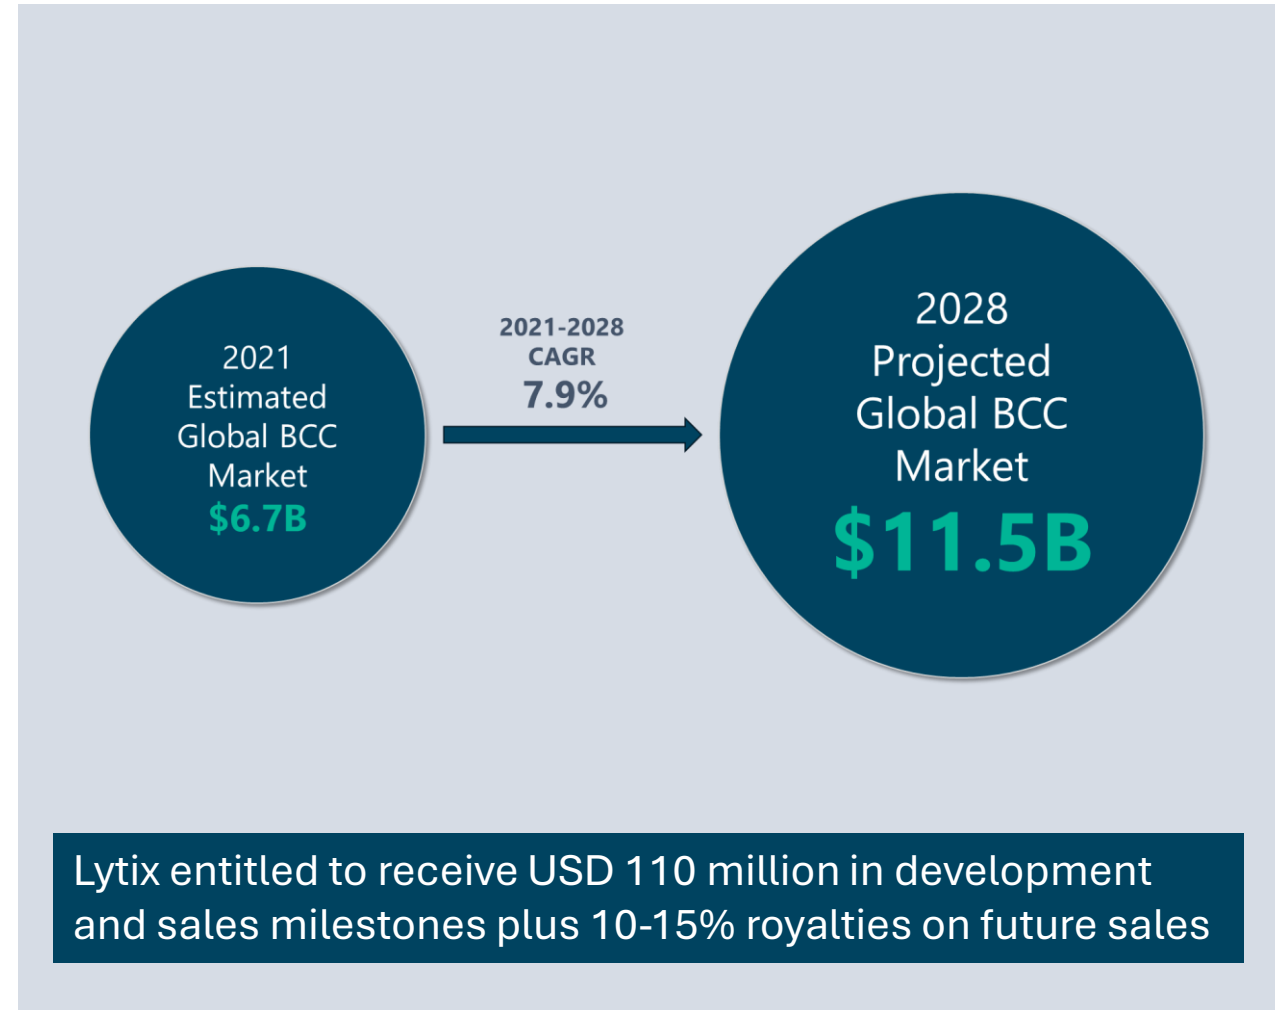 2021
Estimated
Global BCC
Market
$6.7B
2021-2028
CAGR
7.9%
2028
Projected
Global BCC
Market
$11.5B
Lytix entitled to receive USD 110 million in development
and sales milestones plus 10-15% royalties on future sales